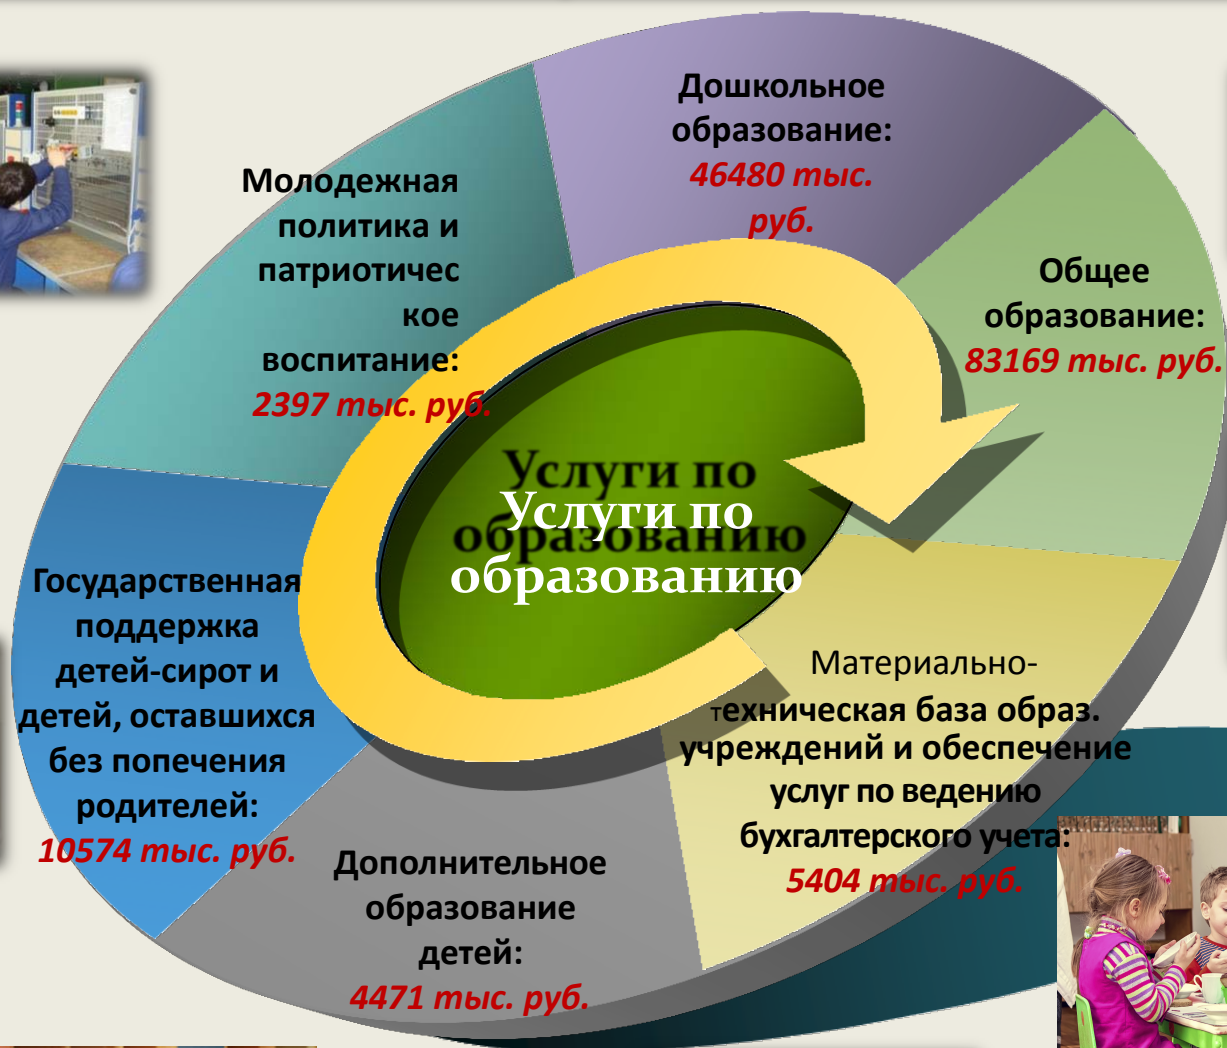 Дошкольное
образование:
46480 тыс.
руб.
Общее
образование:
83169 тыс. руб.
Материально-
техническая база образ.
учреждений и обеспечение
услуг по ведению
бухгалтерского учета:
5404 тыс. руб.
Дополнительное
образование
детей:
4471 тыс. руб.
Государственная
поддержка
детей-сирот и
детей, оставшихся
без попечения
родителей:
10574 тыс. руб.
Молодежная
политика и
патриотичес
кое
воспитание:
2397 тыс. руб.
Услуги по
образованию